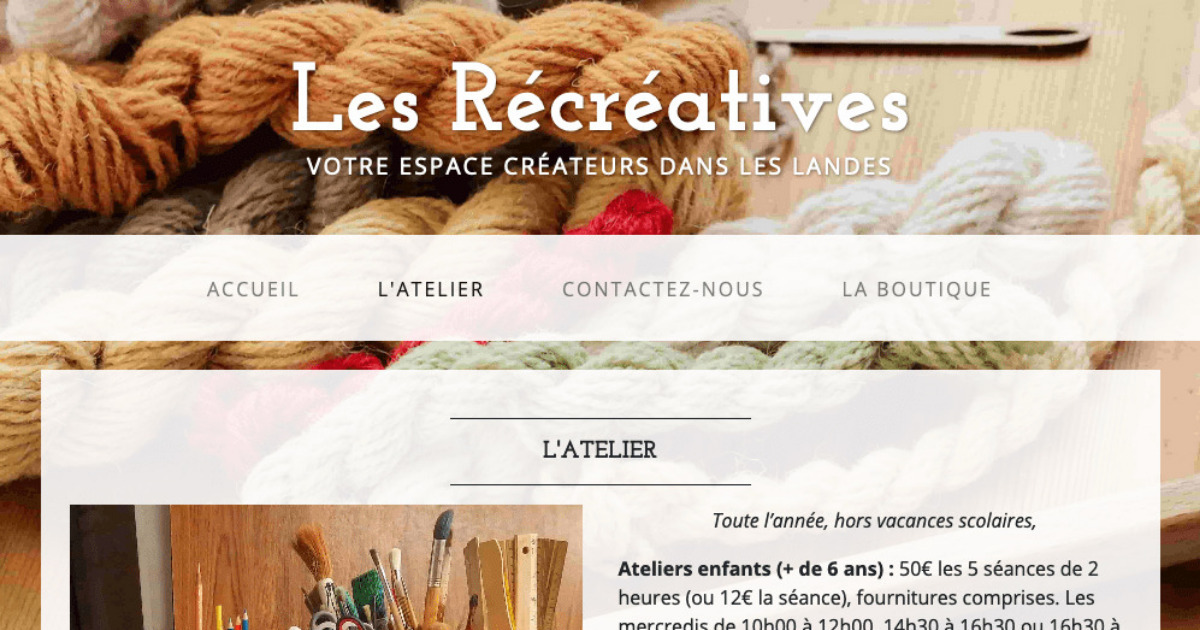 Les Récréatives
VOTRE ESPACE CRÉATEURS DANS LES LANDES
ACCUEIL
L'ATELIER
CONTACTEZ-NOUS
LA BOUTIQUE
L'ATELIER
Toute l’année, hors vacances scolaires,
Ateliers enfants (+ de 6 ans) : 50€ les 5 séances de 2
heures (ou 12€ la séance), fournitures comprises. Les
mercredis de 10h00 à 12h00, 14h30 à 16h30 ou 16h30 à